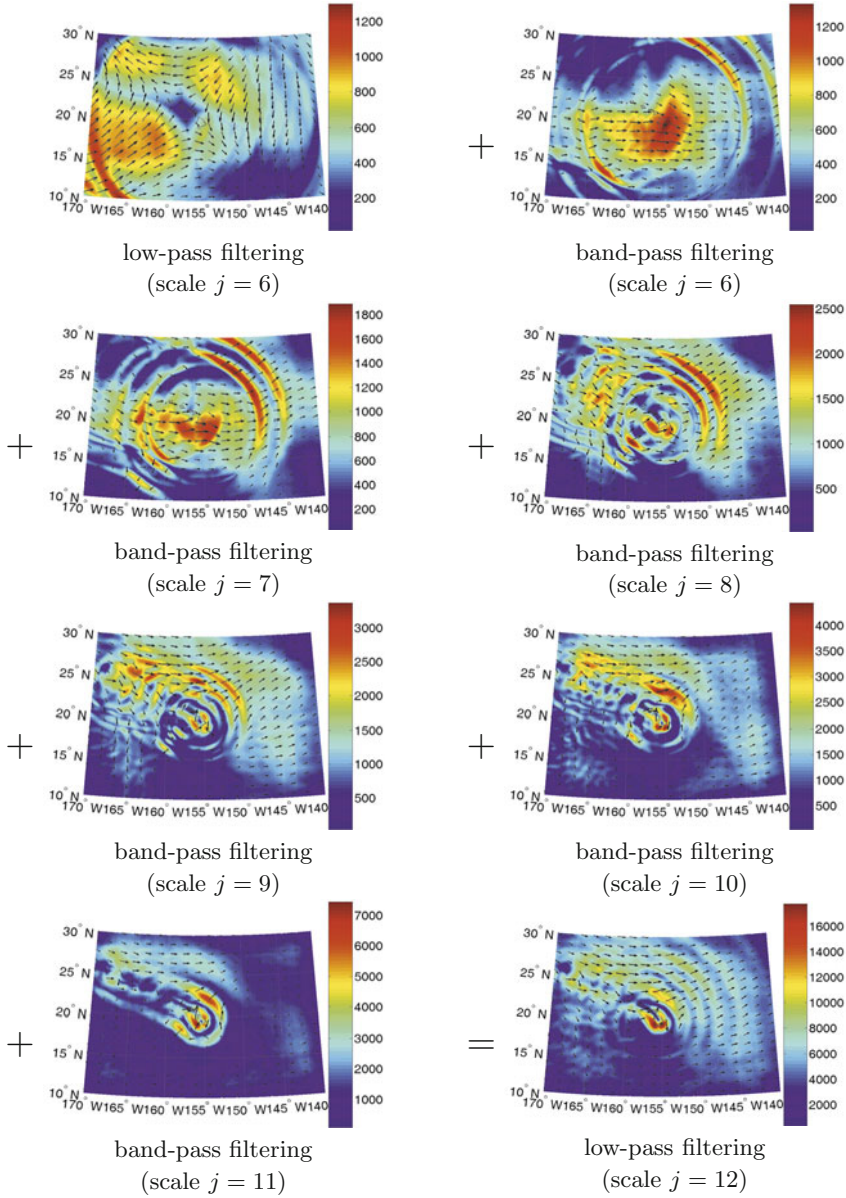 30° N
25
20
15
10° N
170° W165° W160° W155° W150° W145° W140°
1200
1000
800
600
400
200
low-pass filtering
(scale j = 6)
+
30° N
25° N
20° N
15° N
10° N
170° W165° W160° W155° W150° W145° W140°
1200
1000
800
600
400
200
band-pass filtering
(scale j = 6)
+
30° N
25° N
20° N
15° N
10° N
170° W165° W160° W155° W150° W145° W140°
1800
1600
1400
1200
1000
800
600
400
200
band-pass filtering
(scale j = 7)
+
30° N
25° N
20° N
15° N
10° N
170° W165° W160° W155° W150° W145° W140°
2500
2000
1500
1000
500
band-pass filtering
(scale j = 8)
+
30° N
25° N
20° N
15° N
10° N
170° W165° W160° W155° W150° W145° W140°
3000
2500
2000
1500
1000
500
band-pass filtering
(scale j = 9)
+
30° N
25° N
20° N
15° N
10° N
170° W165° W160° W155° W150° W145° W140°
4000
3500
3000
2500
2000
1500
1000
500
band-pass filtering
(scale j = 10)
+
30° N
25° N
20° N
15° N
10° N
170° W165° W160° W155° W150° W145° W140°
7000
6000
5000
4000
3000
2000
1000
band-pass filtering
(scale j = 11)
=
30° N
25° N
20° N
15° N
10° N
170° W165° W160° W155° W150° W145° W140°
16000
14000
12000
10000
8000
6000
4000
2000
low-pass filtering
(scale j = 12)